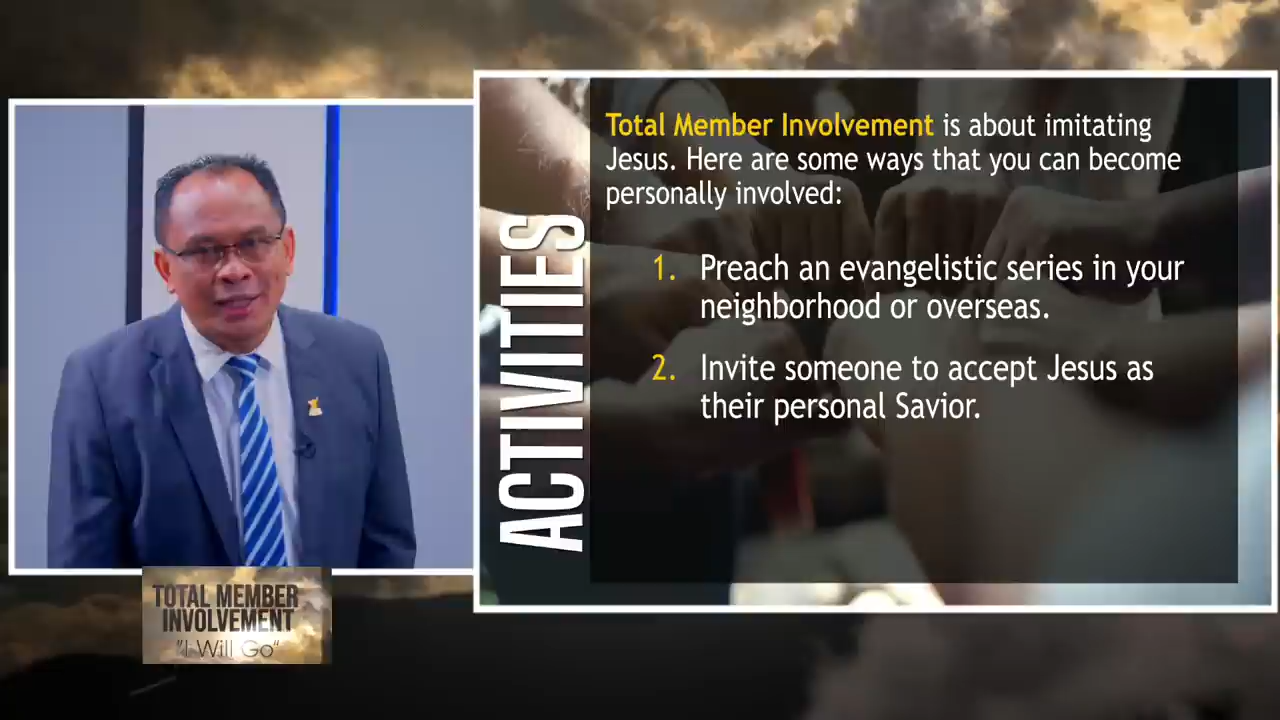 Total Member Involvement is about imitating
Jesus. Here are some ways that you can become
personally involved:
1. Preach an evangelistic series in your
neighborhood or overseas.
2. Invite someone to accept Jesus as
their personal Savior.
ACTIVITIES
TOTAL MEMBER
INVOLVEMENT
"I Will Go"